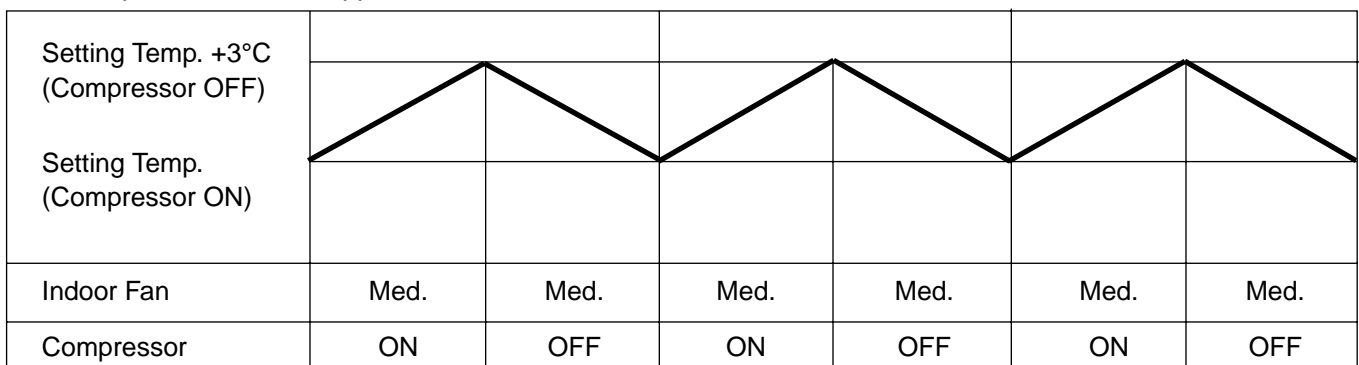 Setting Temp. +3°C
(Compressor OFF)
Setting Temp.
(Compressor ON)
Indoor Fan Med. Med. Med. Med. Med. Med.
Compressor ON OFF ON OFF ON OFF